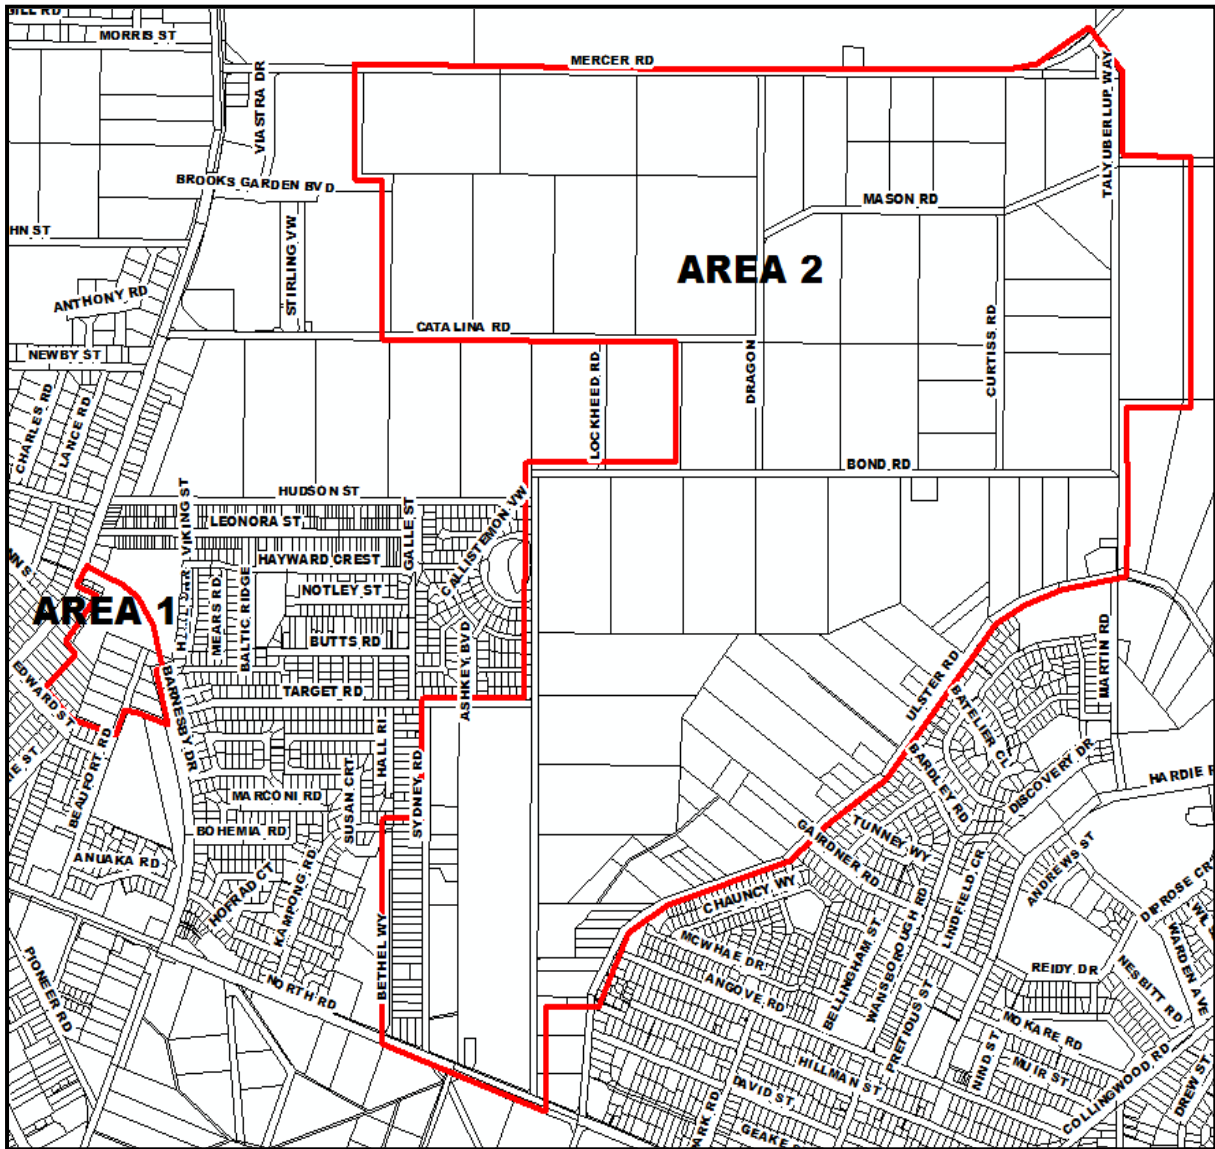 MORRIS ST
MERCER RD
VIASTRA DR
TALYUBERLUP WAY
BROOKS GARDEN BVD
MASON RD
HN ST
STIRLING VW
AREA 2
ANTHONY RD
CATALINA RD
NEWBY ST
CURTISS RD
DRAGON
LOCKHEED RD
CHARLES RD
LANCE RD
BOND RD
HUDSON ST
VIKING ST
LEONORA ST
GALLE ST
CALLISTEMON VW
HAYWARD CREST
NOTLEY ST
AREA 1
MEARS RD
BALTIC RIDGE
BUTTS RD
ASHKEY BVD
MARTIN RD
EDWARD ST
BARNESBY DR
TARGET RD
ULSTER RD
BATELIER CL
HALL RI
SYDNEY RD
BEAUFORT RD
BARDLEY RD
DISCOVERY DR
HARDIE
MARCONI RD
SUSAN CRT
BOHEMIA RD
GAIRDNER RD
TUNNEY WY
ANUAKA RD
ANDREWS ST
HOFRAD CT
KAMPONG RD
CHAUNCY WY
LINDFIELD CR
DIPROSE CR
BETHEL WY
MCWHAE DR
BELLINGHAM ST
WANSBOROUGH RD
WARDEN AVE
PIONEER RD
NORTH RD
ANGOVE RD
PRETIOUS ST
REIDY DR
NESBITT RD
MOKARE RD
HILLMAN ST
NIND ST
MUIR ST
DAVID ST
COLLINGWOOD RD
DREW ST
ARK RD
GEAKE